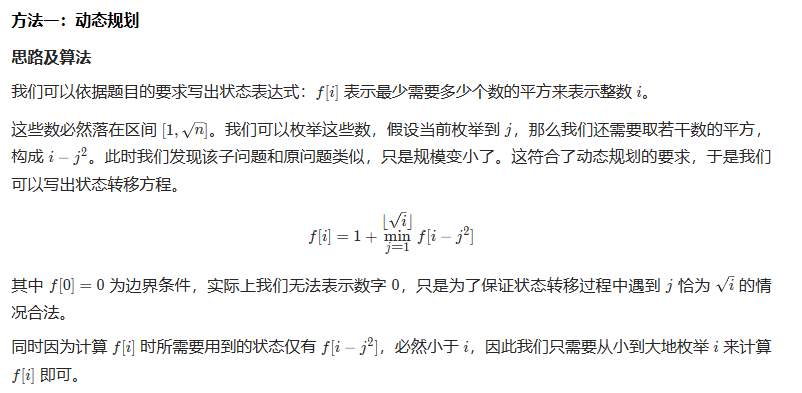 方法一：动态规划
思路及算法
我们可以依据题目的要求写出状态表达式：f[i] 表示最少需要多少个数的平方来表示整数 i。
这些数必然落在区间 [1, √n]。我们可以枚举这些数，假设当前枚举到 j，那么我们还需要取若干数的平方，
构成 i − j²。此时我们发现该子问题和原问题类似，只是规模变小了。这符合了动态规划的要求，于是我们
可以写出状态转移方程。
f[i] = 1 + min_{j=1}^{⌊√i⌋} f[i − j²]
其中 f[0] = 0 为边界条件，实际上我们无法表示数字 0，只是为了保证状态转移过程中遇到 j 恰为 √i 的情
况合法。
同时因为计算 f[i] 时所需要用到的状态仅有 f[i − j²]，必然小于 i，因此我们只需要从小到大地枚举 i 来计算
f[i] 即可。